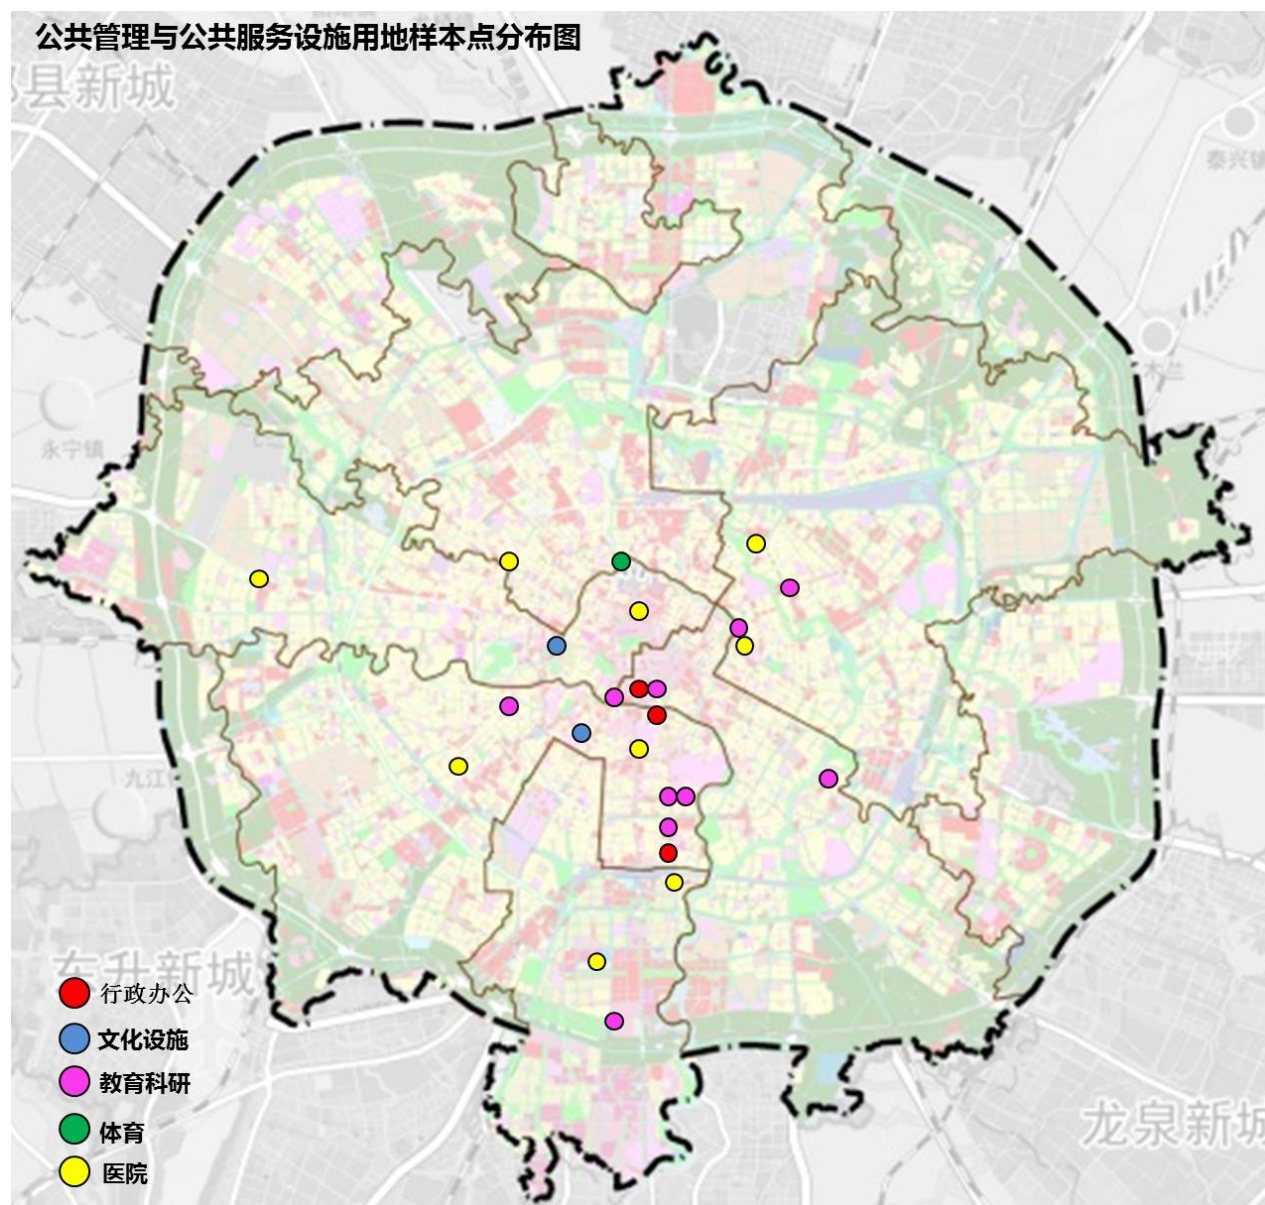 公共管理与公共服务设施用地样本点分布图
县新城
泰兴镇
木兰
永宁镇
九江
东升新城
行政办公
文化设施
教育科研
体育
医院
龙泉新城